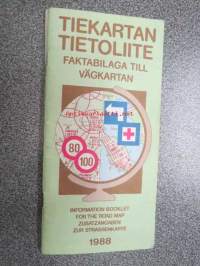 TIEKARTAN
TIETOLIITE
FAKTABILAGA TILL
VÄGKARTAN
80
100
INFORMATION BOOKLET
FOR THE ROAD MAP
ZUSATZANGABEN
ZUR STRASSENKARTE
1988